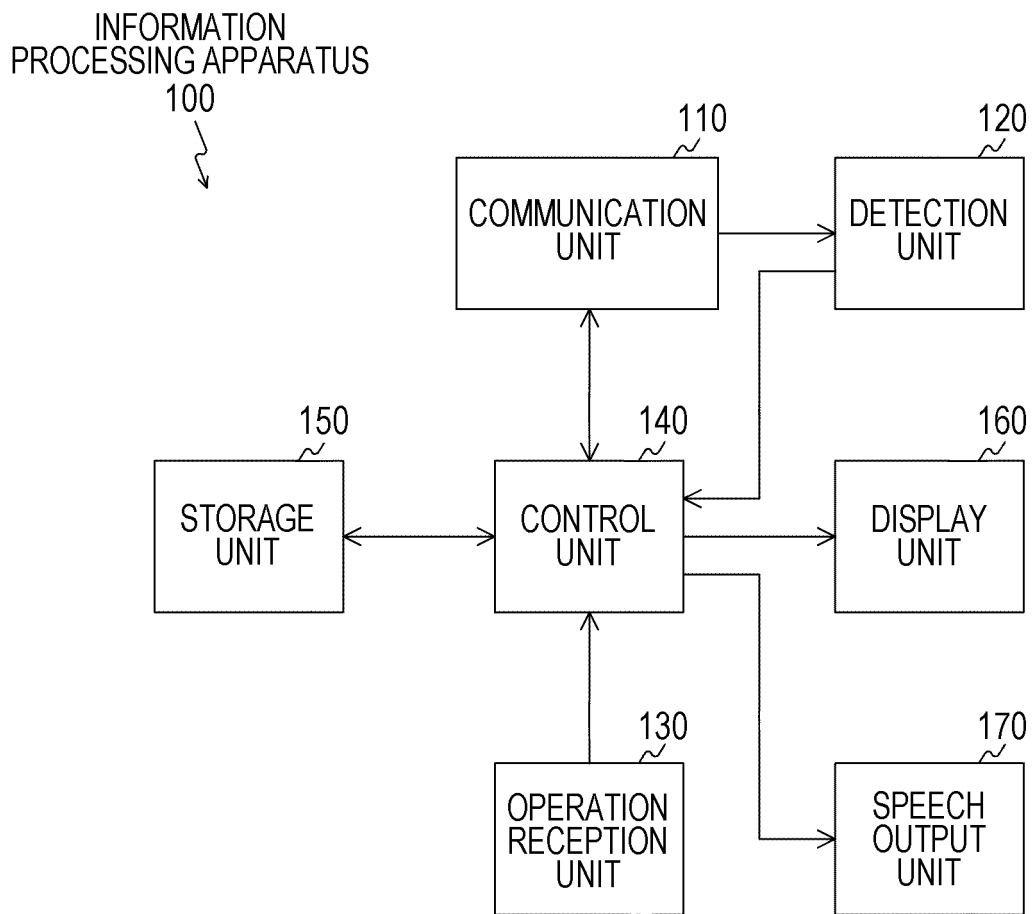 INFORMATION
PROCESSING APPARATUS
100
110
COMMUNICATION
UNIT
120
DETECTION
UNIT
150
STORAGE
UNIT
140
CONTROL
UNIT
160
DISPLAY
UNIT
130
OPERATION
RECEPTION
UNIT
170
SPEECH
OUTPUT
UNIT